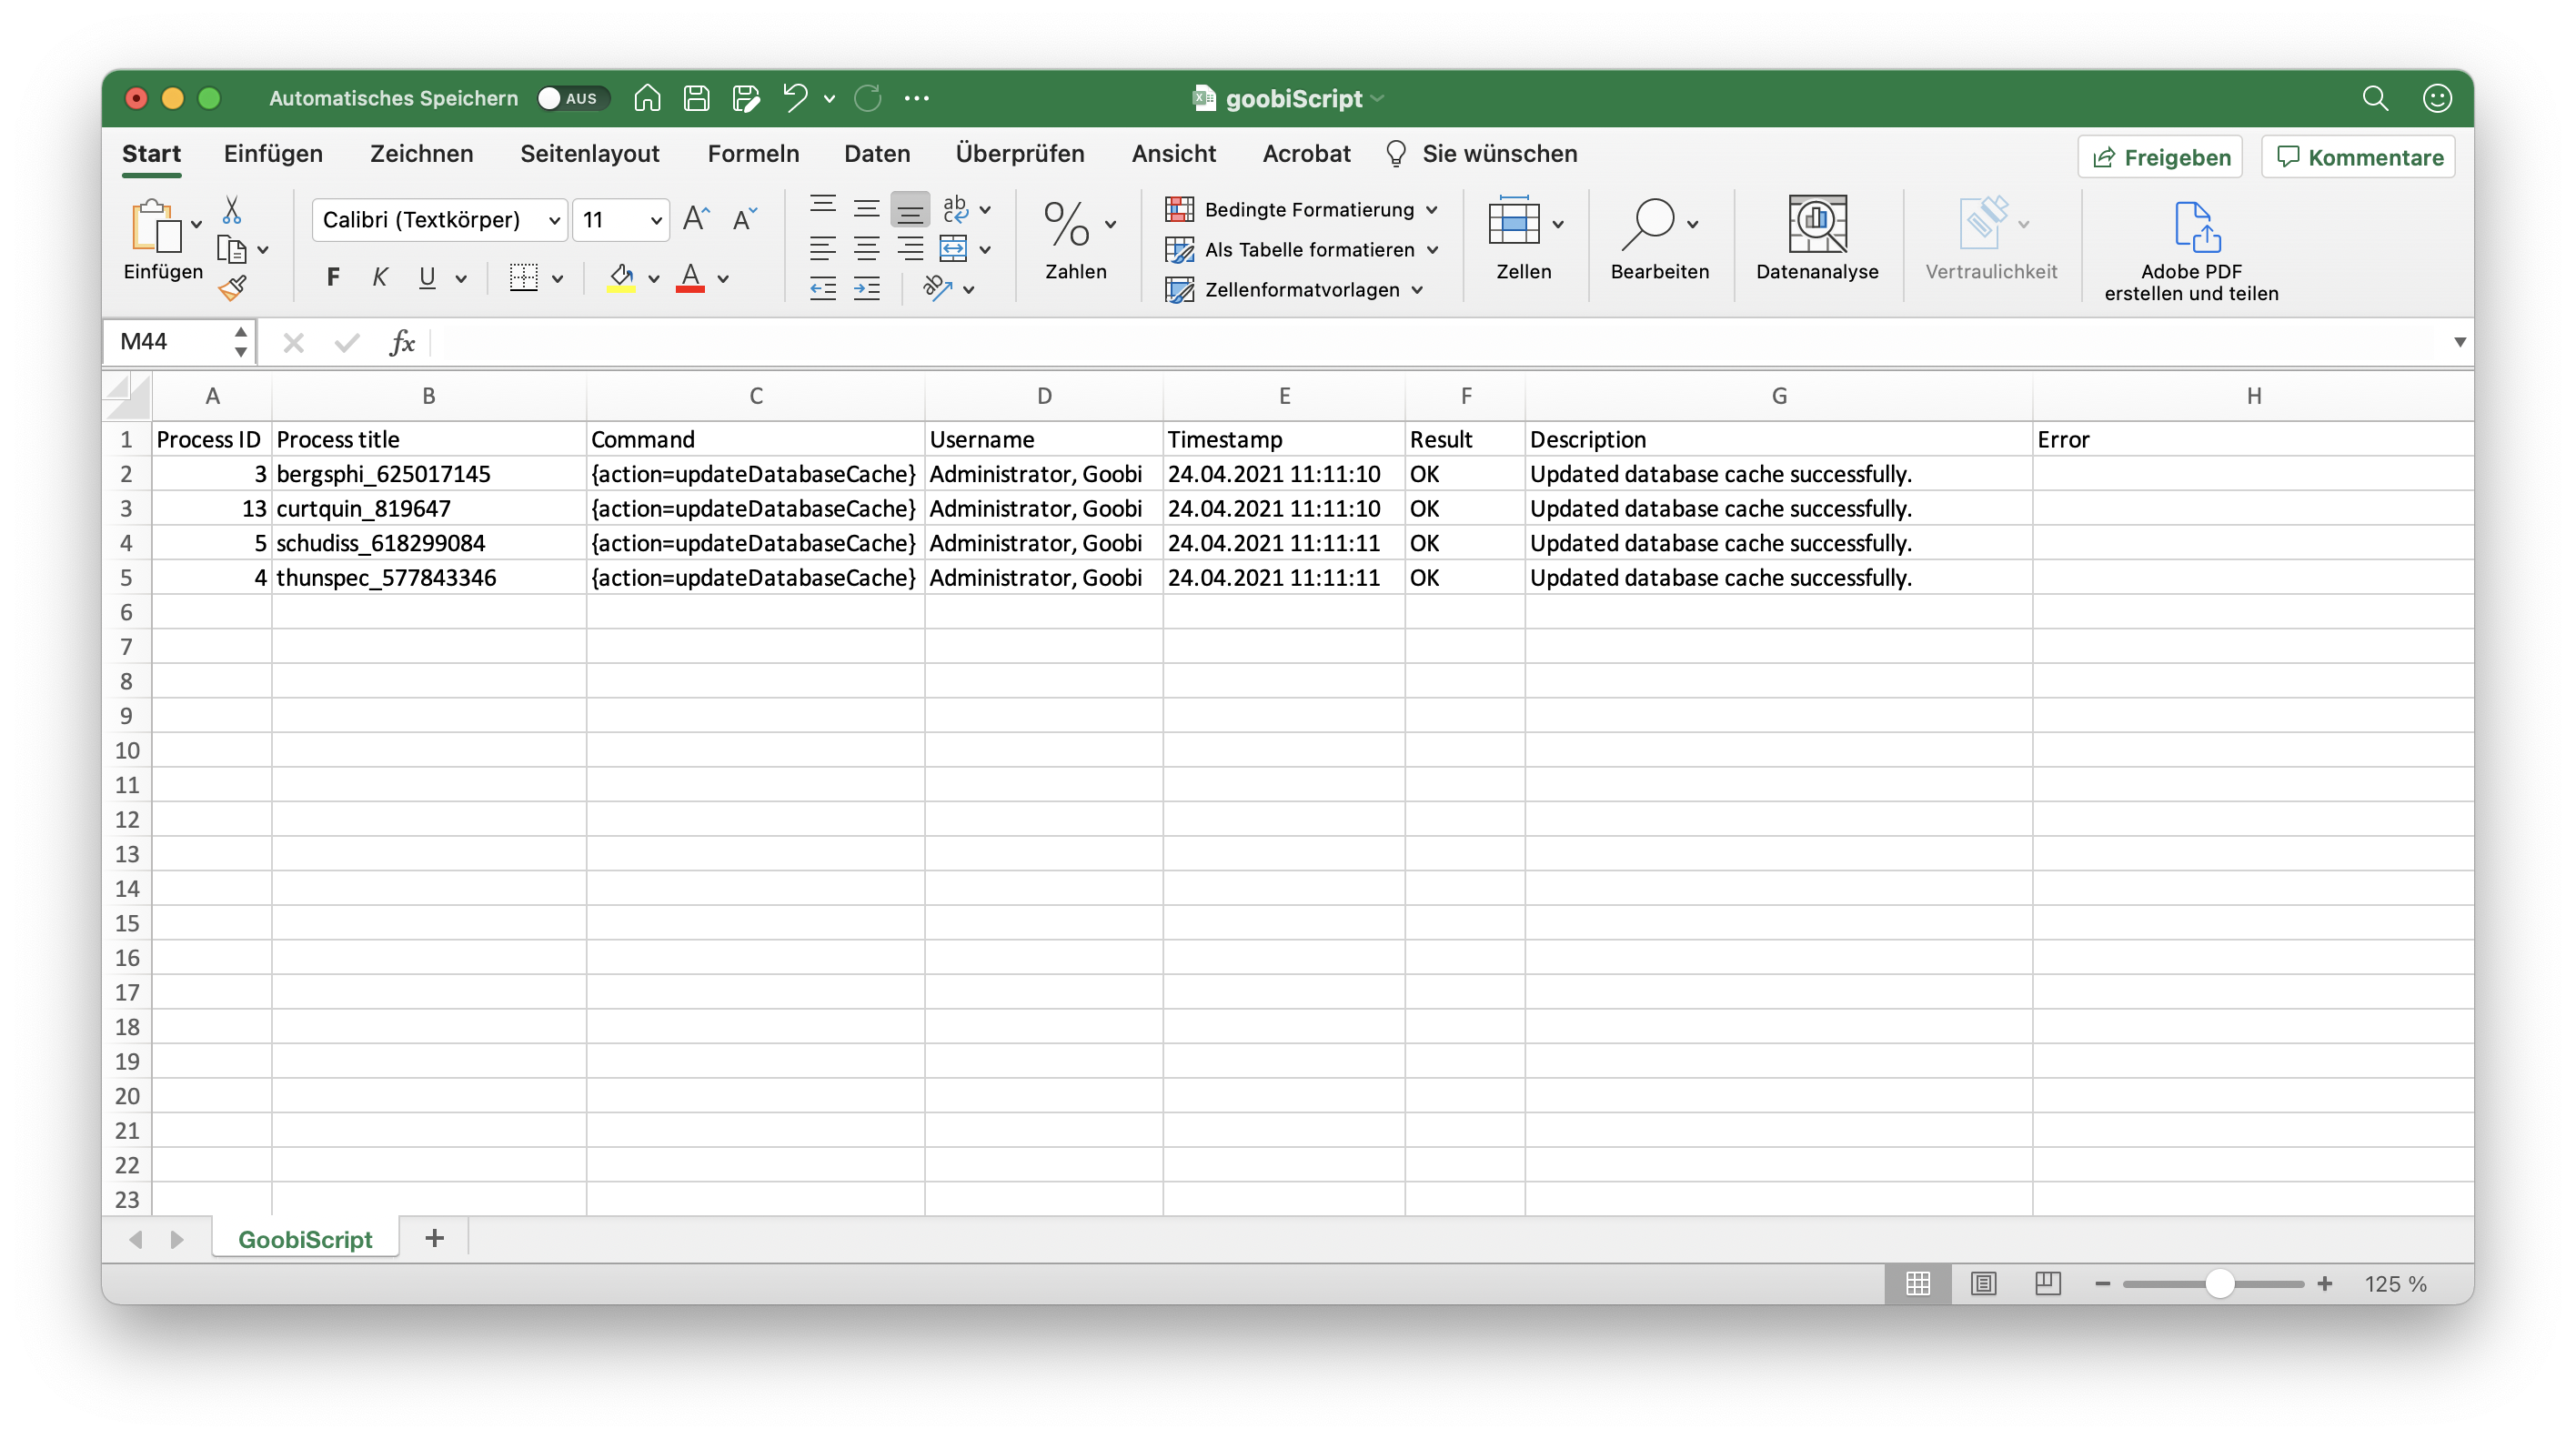 Automatisches Speichern AUS goobiScript
Start Einfügen Zeichnen Seitenlayout Formeln Daten Überprüfen Ansicht Acrobat Sie wünschen Freigeben Kommentare
Einfügen
Calibri (Textkörper) 11
F K U
ab
Zahlen
Bedingte Formatierung
Als Tabelle formatieren
Zellenformatvorlagen
Zellen
Bearbeiten
Datenanalyse
Vertraulichkeit
Adobe PDF
erstellen und teilen
M44 fx
A B C D E F G H
1 Process ID Process title Command Username Timestamp Result Description Error
2 3 bergsphi_625017145 {action=updateDatabaseCache} Administrator, Goobi 24.04.2021 11:11:10 OK Updated database cache successfully.
3 13 curtquin_819647 {action=updateDatabaseCache} Administrator, Goobi 24.04.2021 11:11:10 OK Updated database cache successfully.
4 5 schudiss_618299084 {action=updateDatabaseCache} Administrator, Goobi 24.04.2021 11:11:11 OK Updated database cache successfully.
5 4 thunspec_577843346 {action=updateDatabaseCache} Administrator, Goobi 24.04.2021 11:11:11 OK Updated database cache successfully.
6
7
8
9
10
11
12
13
14
15
16
17
18
19
20
21
22
23
GoobiScript +
125 %